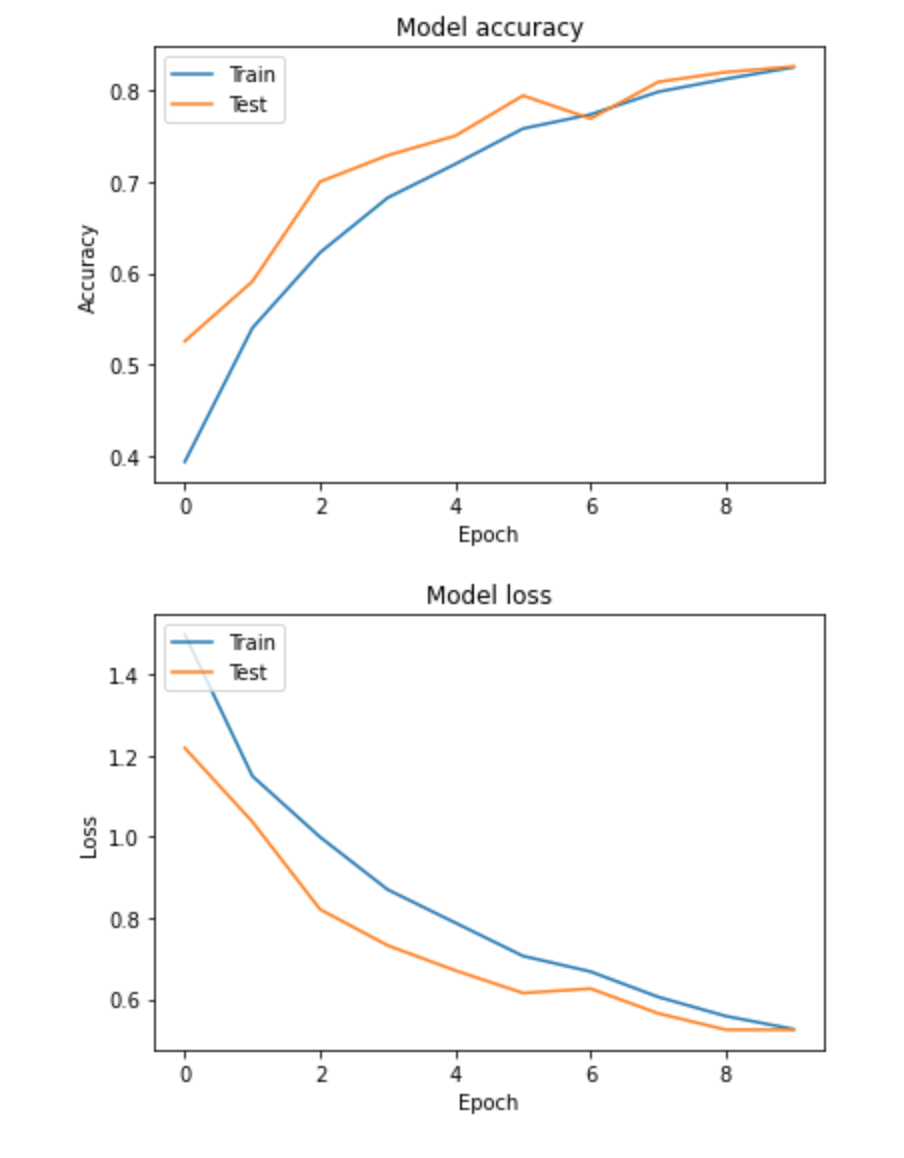 Model accuracy
Train
Test
0.8
0.7
0.6
0.5
0.4
Accuracy
0 2 4 6 8
Epoch
Model loss
Train
Test
1.4
1.2
1.0
0.8
0.6
Loss
0 2 4 6 8
Epoch